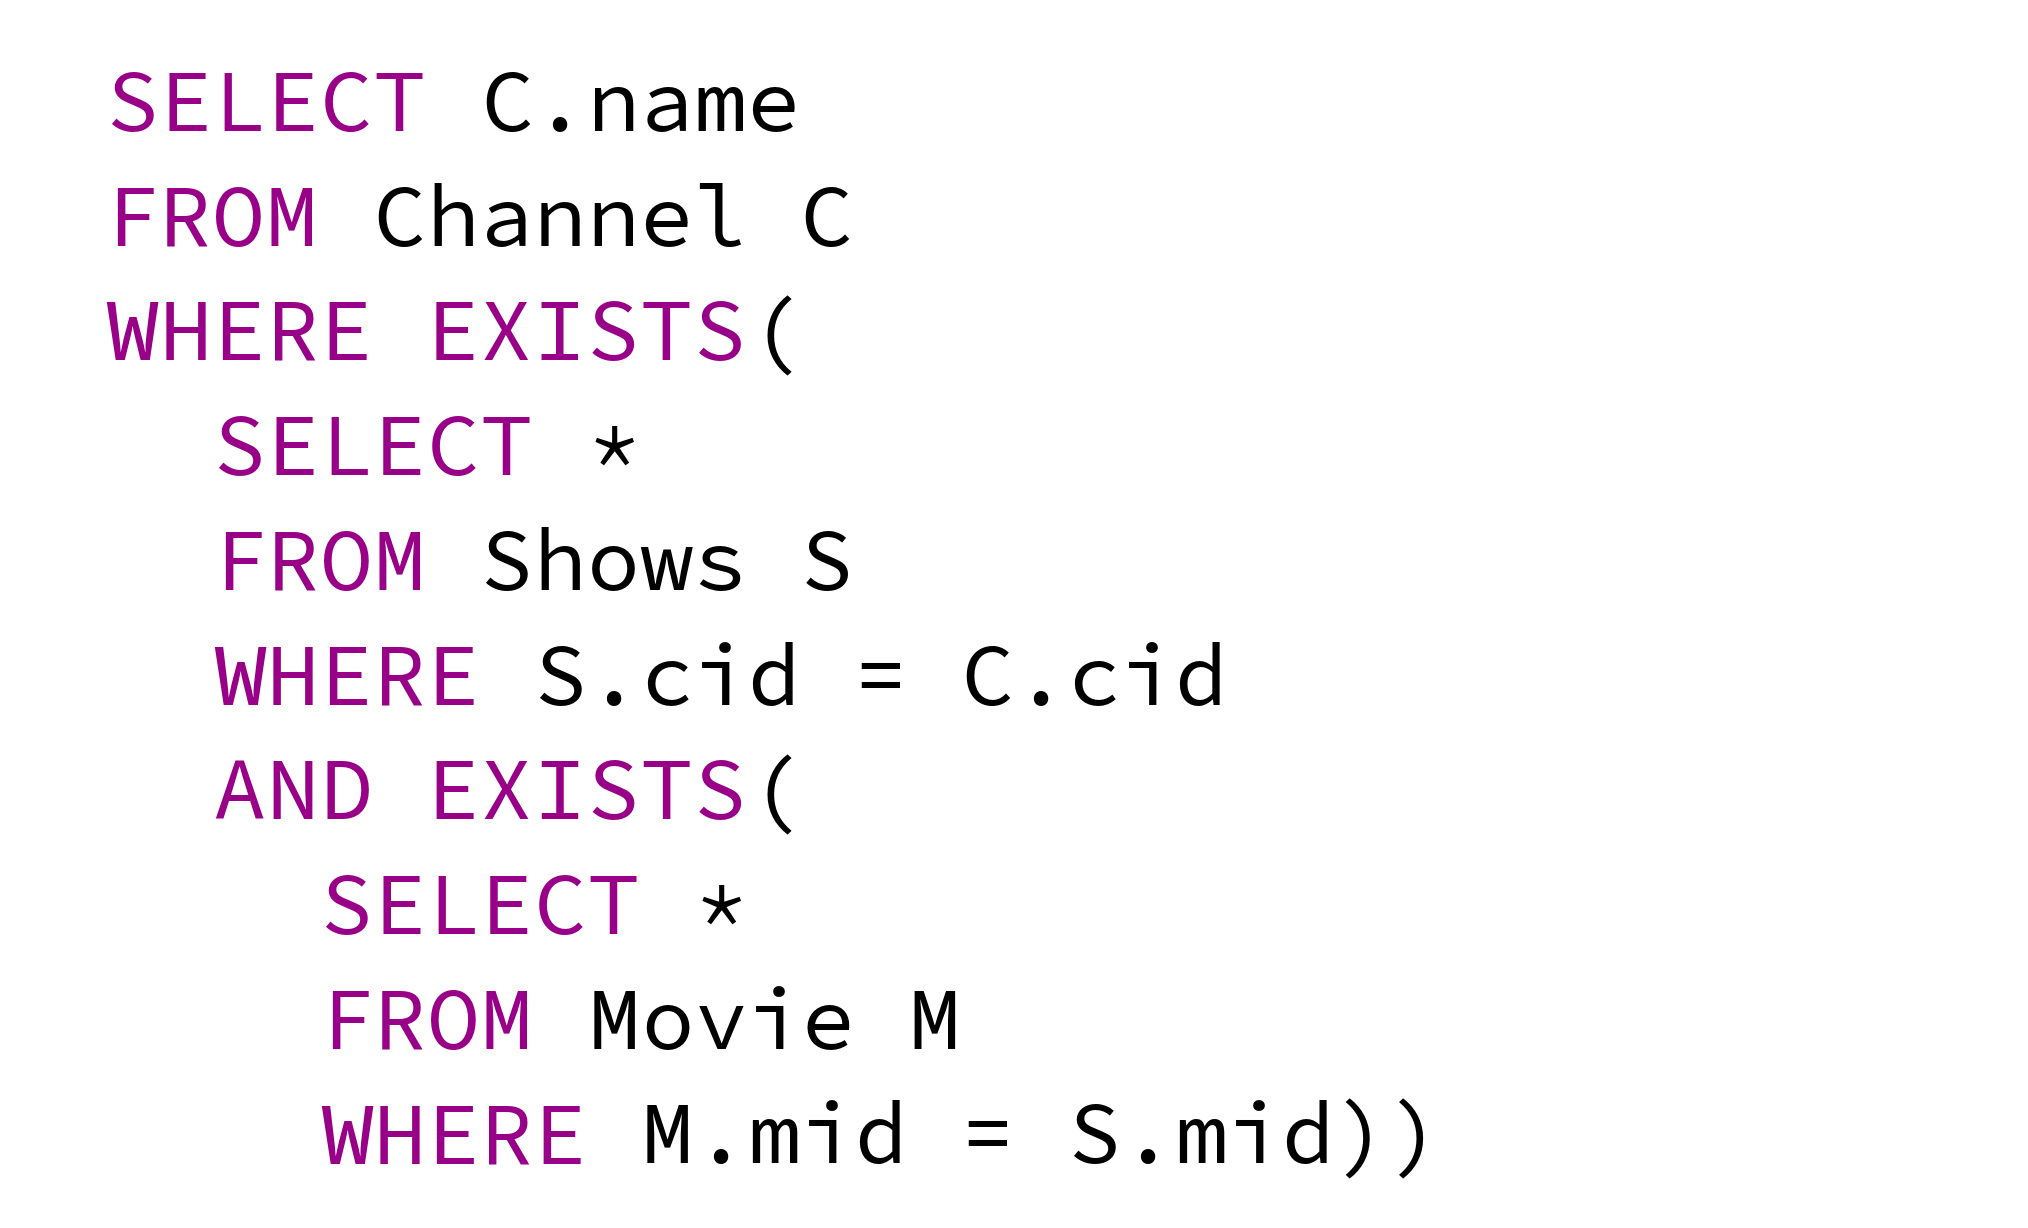 SELECT C.name
FROM Channel C
WHERE EXISTS(
  SELECT *
  FROM Shows S
  WHERE S.cid = C.cid
  AND EXISTS(
    SELECT *
    FROM Movie M
    WHERE M.mid = S.mid))